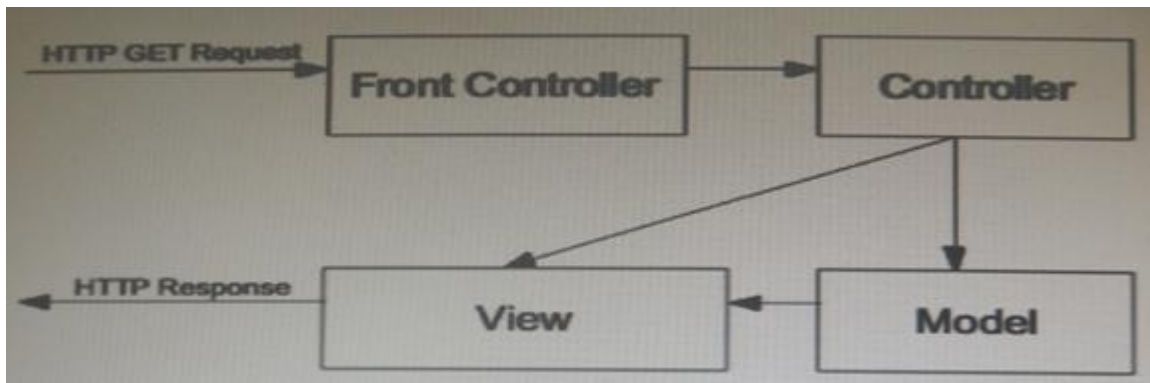 HTTP GET Request
Front Controller
Controller
HTTP Response
View
Model